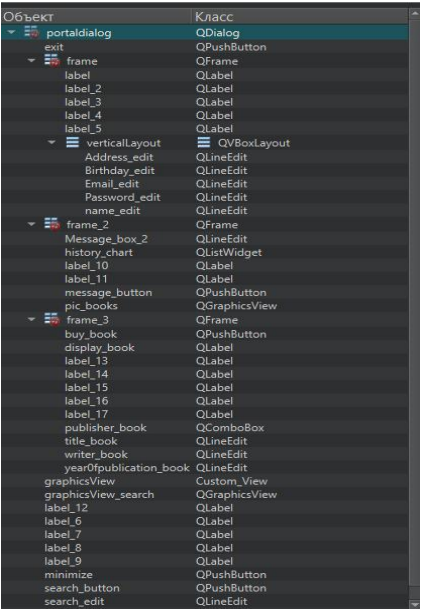 Объект Класс
portaldialog QDialog
exit QPushButton
frame QFrame
label QLabel
label_2 QLabel
label_3 QLabel
label_4 QLabel
label_5 QLabel
verticalLayout QVBoxLayout
Address_edit QLineEdit
Birthday_edit QLineEdit
Email_edit QLineEdit
Password_edit QLineEdit
name_edit QLineEdit
frame_2 QFrame
Message_box_2 QLineEdit
history_chart QListWidget
label_10 QLabel
label_11 QLabel
message_button QPushButton
pic_books QGraphicsView
frame_3 QFrame
buy_book QPushButton
display_book QLabel
label_13 QLabel
label_14 QLabel
label_15 QLabel
label_16 QLabel
label_17 QLabel
publisher_book QComboBox
title_book QLineEdit
writer_book QLineEdit
year0fpublication_book QLineEdit
graphicsView Custom_View
graphicsView_search QGraphicsView
label_12 QLabel
label_6 QLabel
label_7 QLabel
label_8 QLabel
label_9 QLabel
minimize QPushButton
search_button QPushButton
search_edit QLineEdit